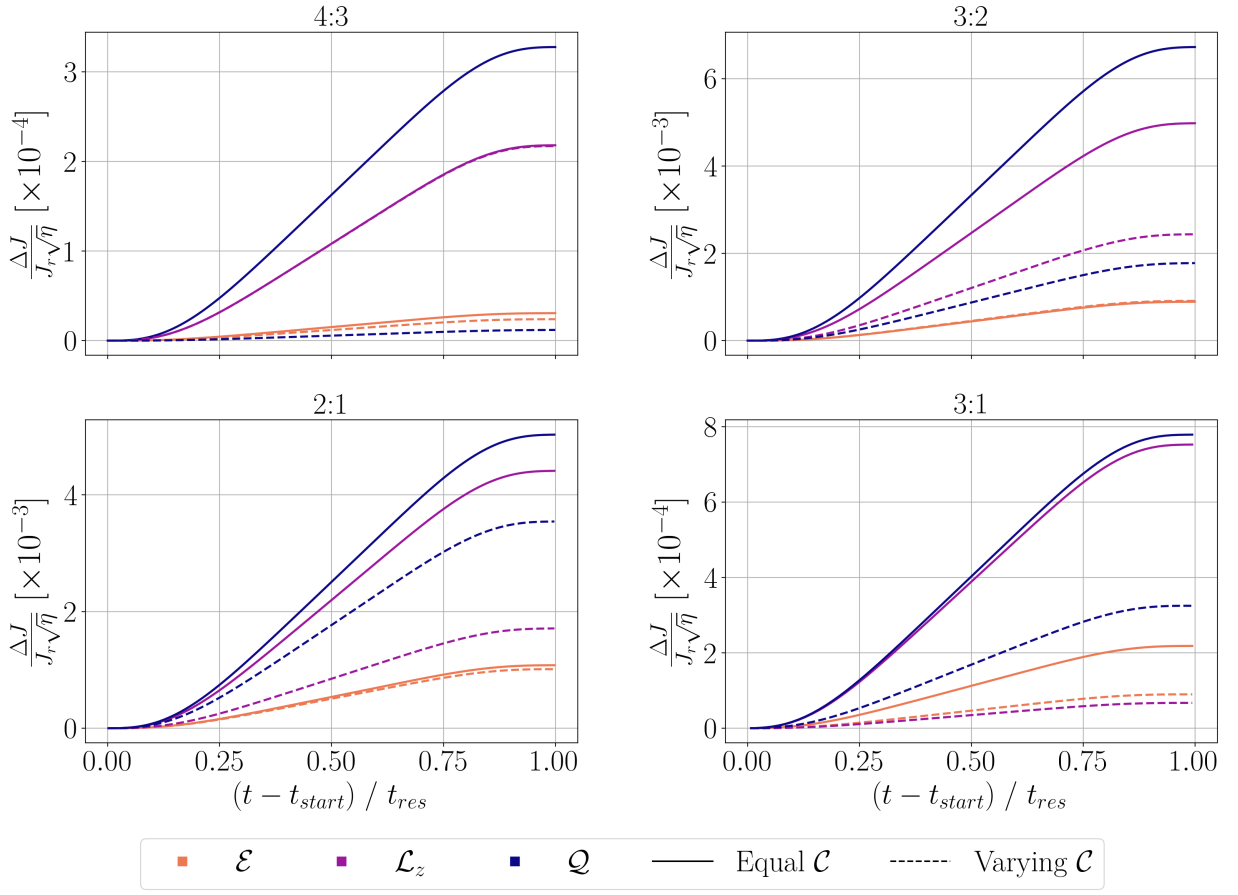 4:3
3:2
3
2
1
0
6
4
2
0
ΔJ / J_r√η [×10⁻⁴]
ΔJ / J_r√η [×10⁻³]
2:1
3:1
4
2
0
8
6
4
2
0
ΔJ / J_r√η [×10⁻³]
ΔJ / J_r√η [×10⁻⁴]
0.00 0.25 0.50 0.75 1.00
0.00 0.25 0.50 0.75 1.00
(t − t_start) / t_res
(t − t_start) / t_res
ℰ ℒ_z 𝒬 Equal 𝒞 Varying 𝒞